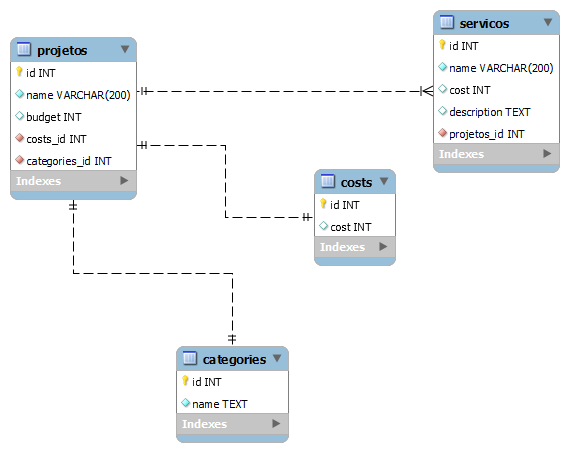 projetos
id INT
name VARCHAR(200)
budget INT
costs_id INT
categories_id INT
Indexes
servicos
id INT
name VARCHAR(200)
cost INT
description TEXT
projetos_id INT
Indexes
costs
id INT
cost INT
Indexes
categories
id INT
name TEXT
Indexes